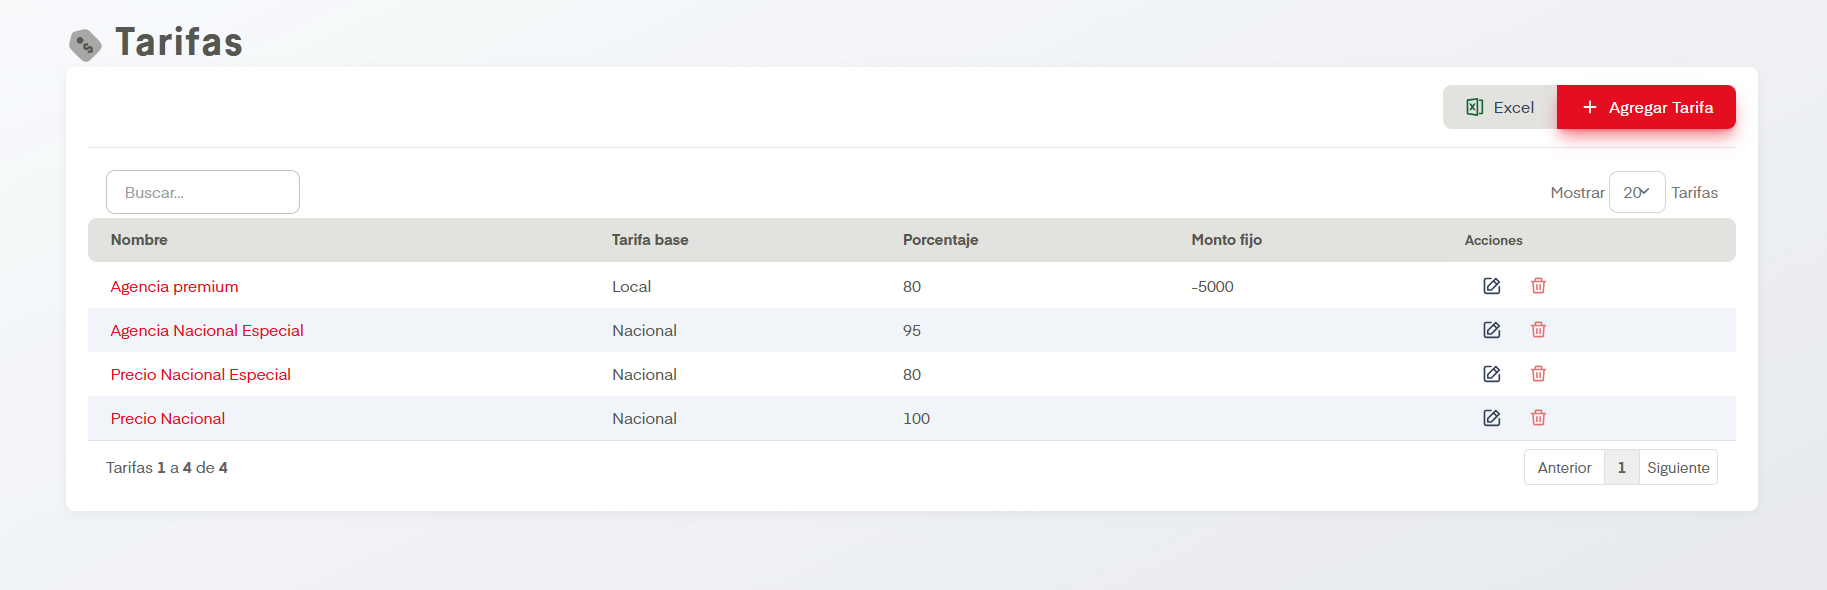 Tarifas
Excel
+ Agregar Tarifa
Buscar...
Mostrar 20 Tarifas
Nombre Tarifa base Porcentaje Monto fijo Acciones
Agencia premium Local 80 -5000
Agencia Nacional Especial Nacional 95
Precio Nacional Especial Nacional 80
Precio Nacional Nacional 100
Tarifas 1 a 4 de 4
Anterior 1 Siguiente